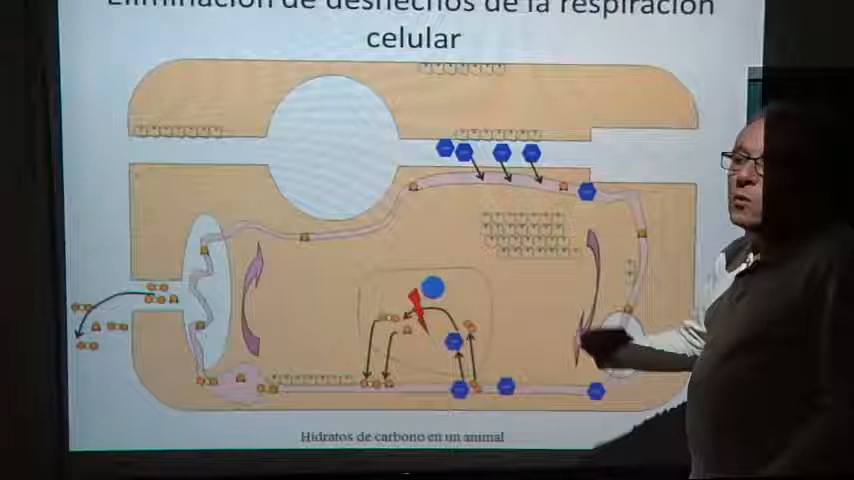 Eliminación de deshechos de la respiración
celular
Hidratos de carbono en un animal